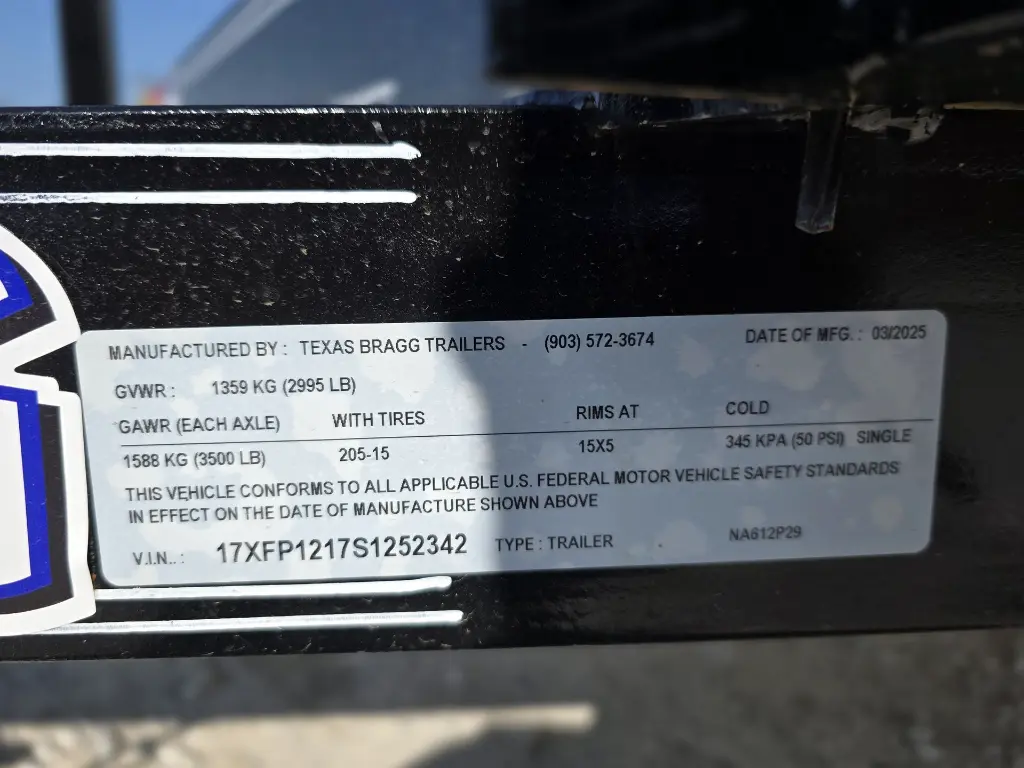 MANUFACTURED BY : TEXAS BRAGG TRAILERS - (903) 572-3674 DATE OF MFG. : 03/2025
GVWR : 1359 KG (2995 LB)
GAWR (EACH AXLE) WITH TIRES RIMS AT COLD
1588 KG (3500 LB) 205-15 15X5 345 KPA (50 PSI) SINGLE
THIS VEHICLE CONFORMS TO ALL APPLICABLE U.S. FEDERAL MOTOR VEHICLE SAFETY STANDARDS
IN EFFECT ON THE DATE OF MANUFACTURE SHOWN ABOVE
V.I.N.. : 17XFP1217S1252342 TYPE : TRAILER . NA612P29